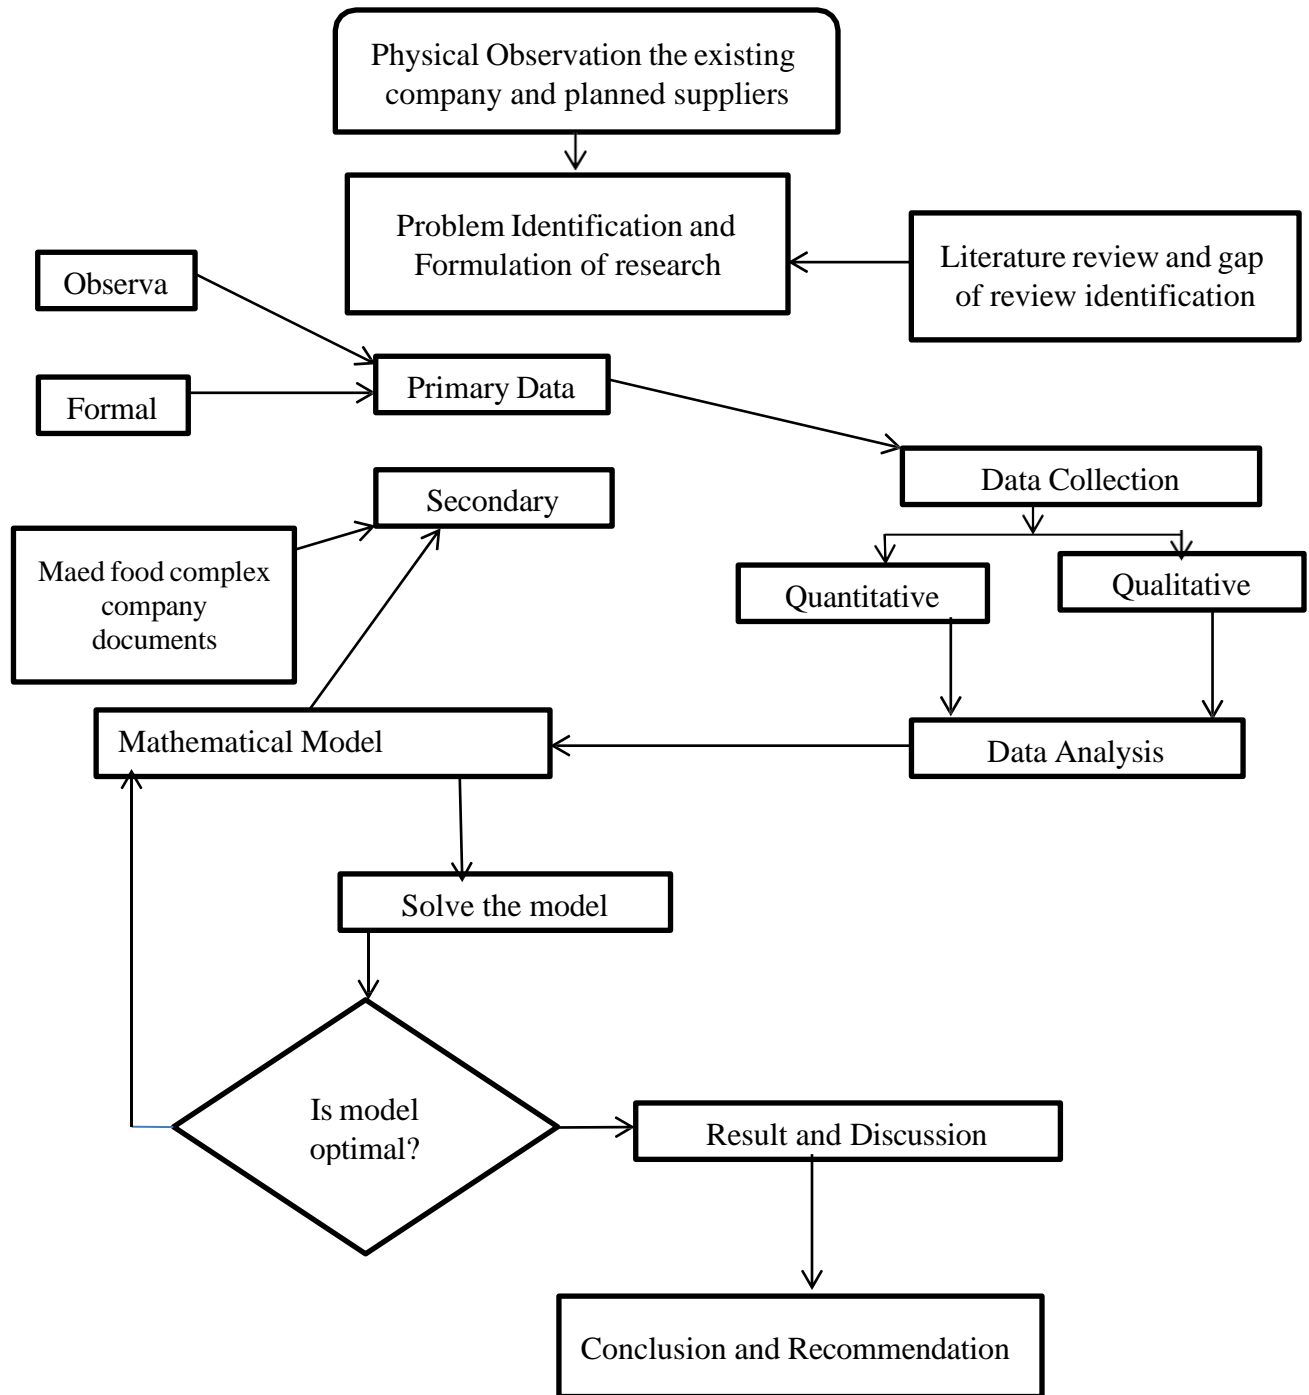 Physical Observation the existing
company and planned suppliers
Problem Identification and
Formulation of research
Literature review and gap
of review identification
Observa
Formal
Primary Data
Data Collection
Secondary
Maed food complex
company
documents
Quantitative
Qualitative
Mathematical Model
Data Analysis
Solve the model
Is model
optimal?
Result and Discussion
Conclusion and Recommendation